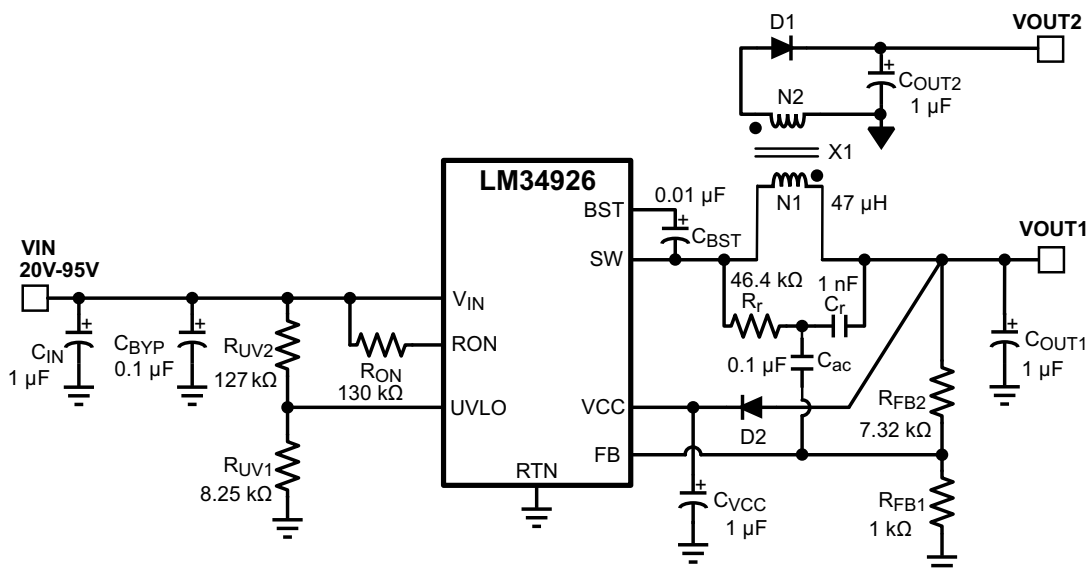 D1
VOUT2
+
COUT2
1 µF
N2
X1
LM34926
0.01 µF
N1
47 µH
BST
+
CBST
VIN
20V-95V
SW
VOUT1
46.4 kΩ
1 nF
VIN
Rr
Cr
+
CIN
1 µF
+
CBYP
0.1 µF
RUV2
127 kΩ
RON
RON
130 kΩ
0.1 µF
Cac
+
COUT1
1 µF
UVLO
VCC
D2
RFB2
7.32 kΩ
FB
RUV1
8.25 kΩ
RTN
+
CVCC
1 µF
RFB1
1 kΩ